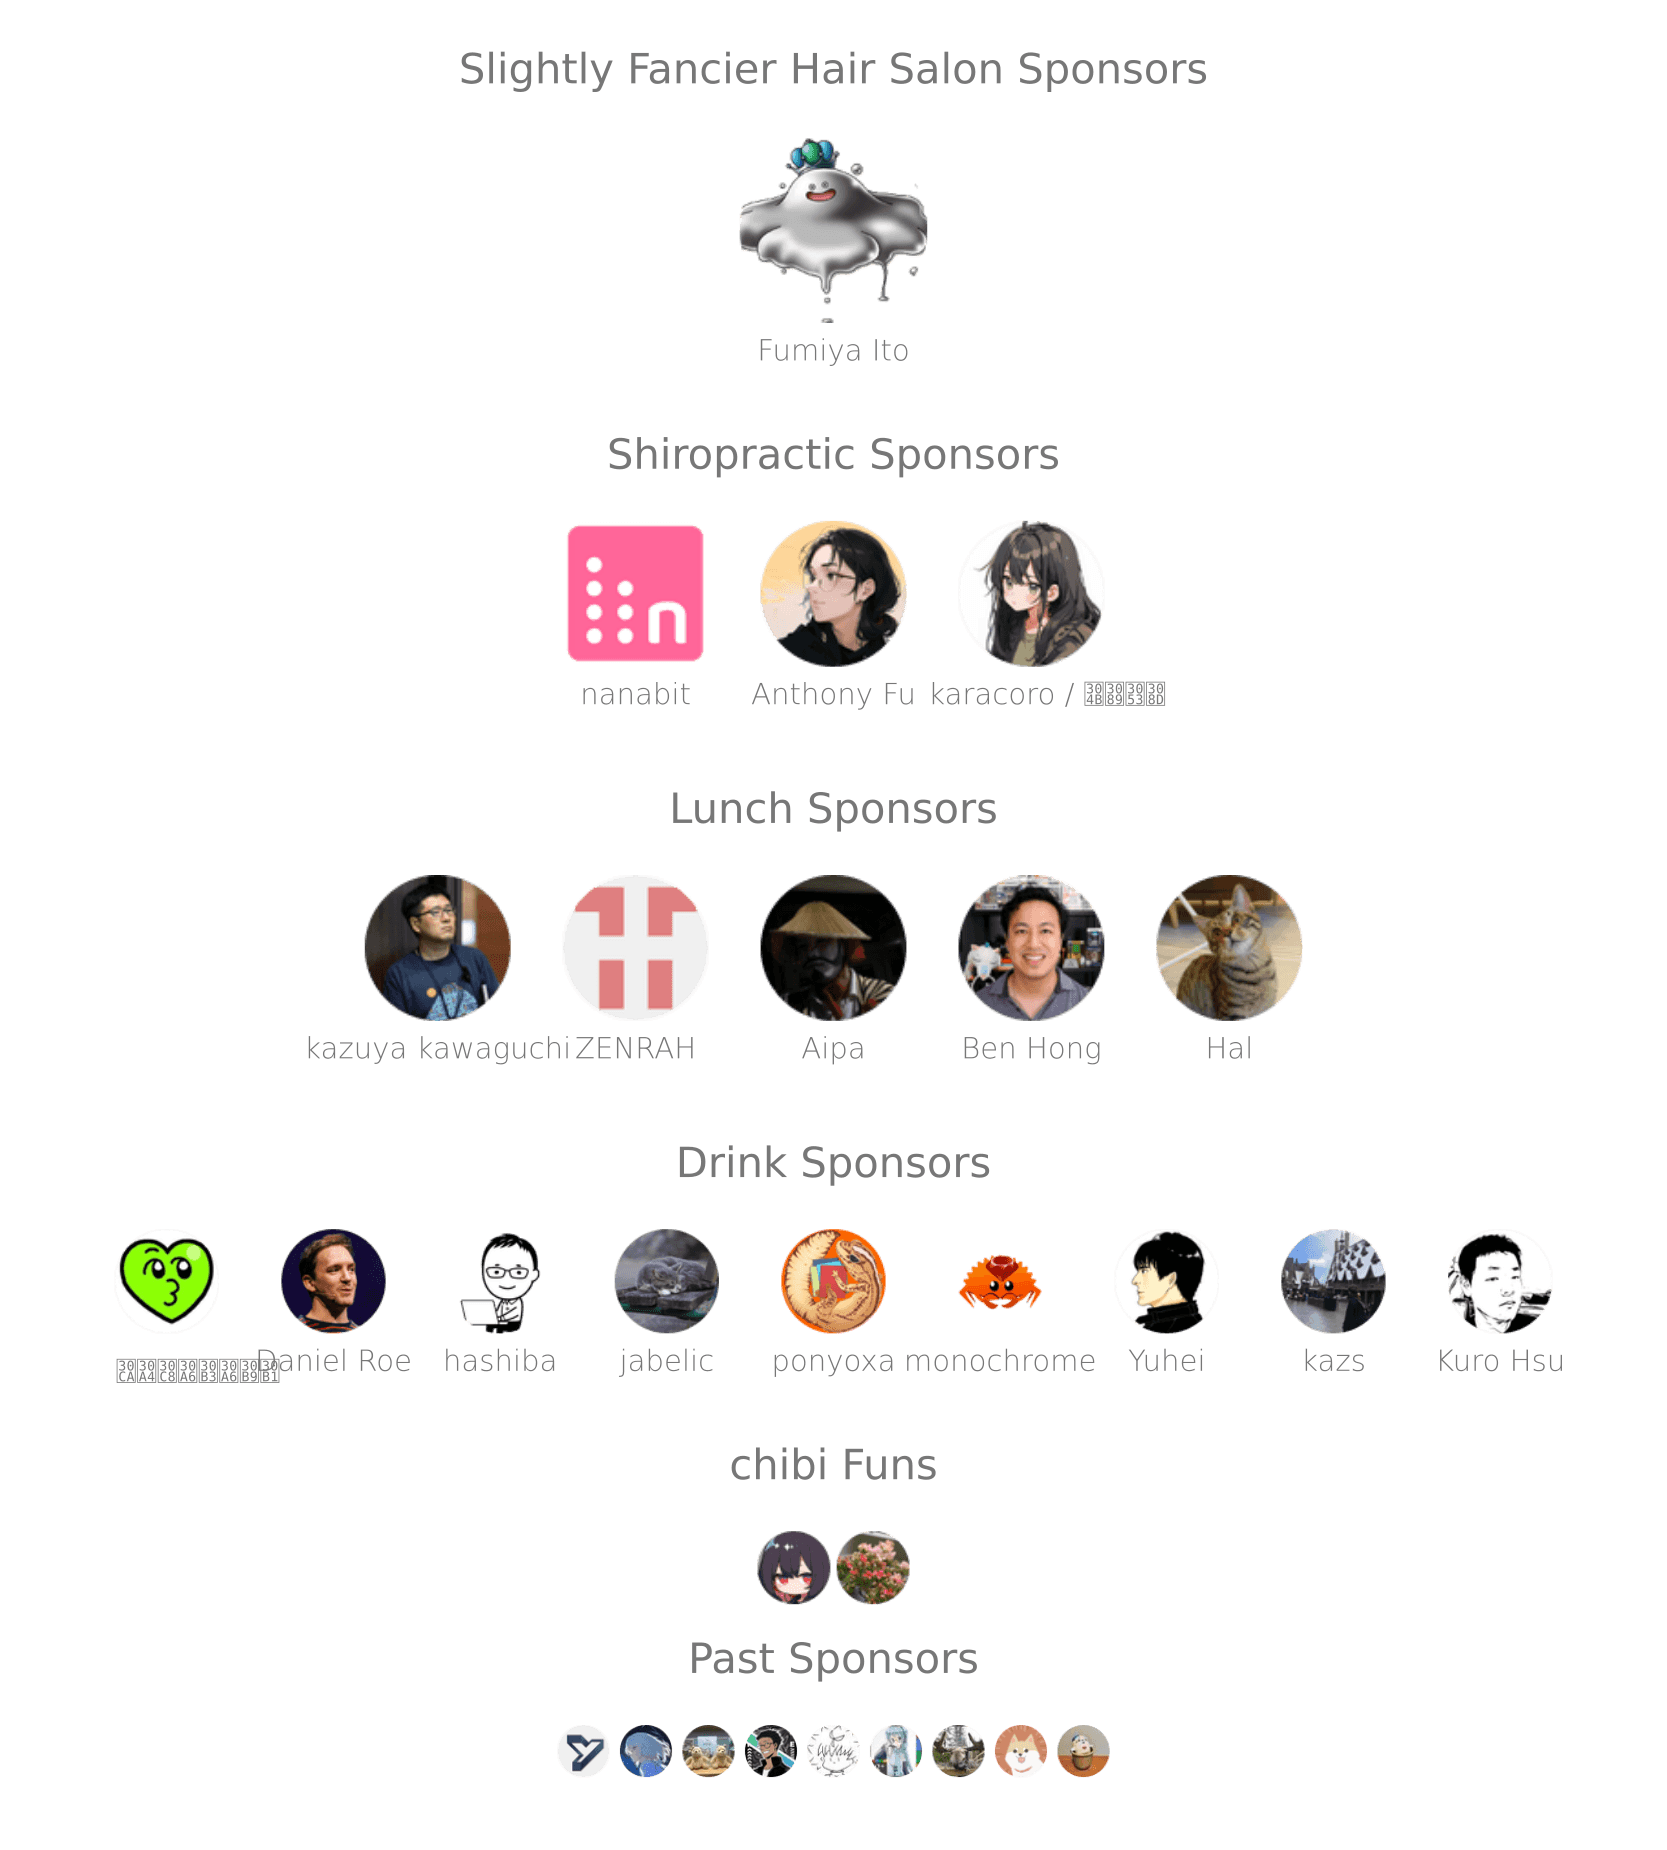 Slightly Fancier Hair Salon Sponsors
Fumiya Ito
Shiropractic Sponsors
n
nanabit
Anthony Fu
karacoro /
Lunch Sponsors
kazuya kawaguchi
ZENRAH
Aipa
Ben Hong
Hal
Drink Sponsors
Daniel Roe
hashiba
jabelic
ponyoxa
monochrome
Yuhei
kazs
Kuro Hsu
chibi Funs
Past Sponsors